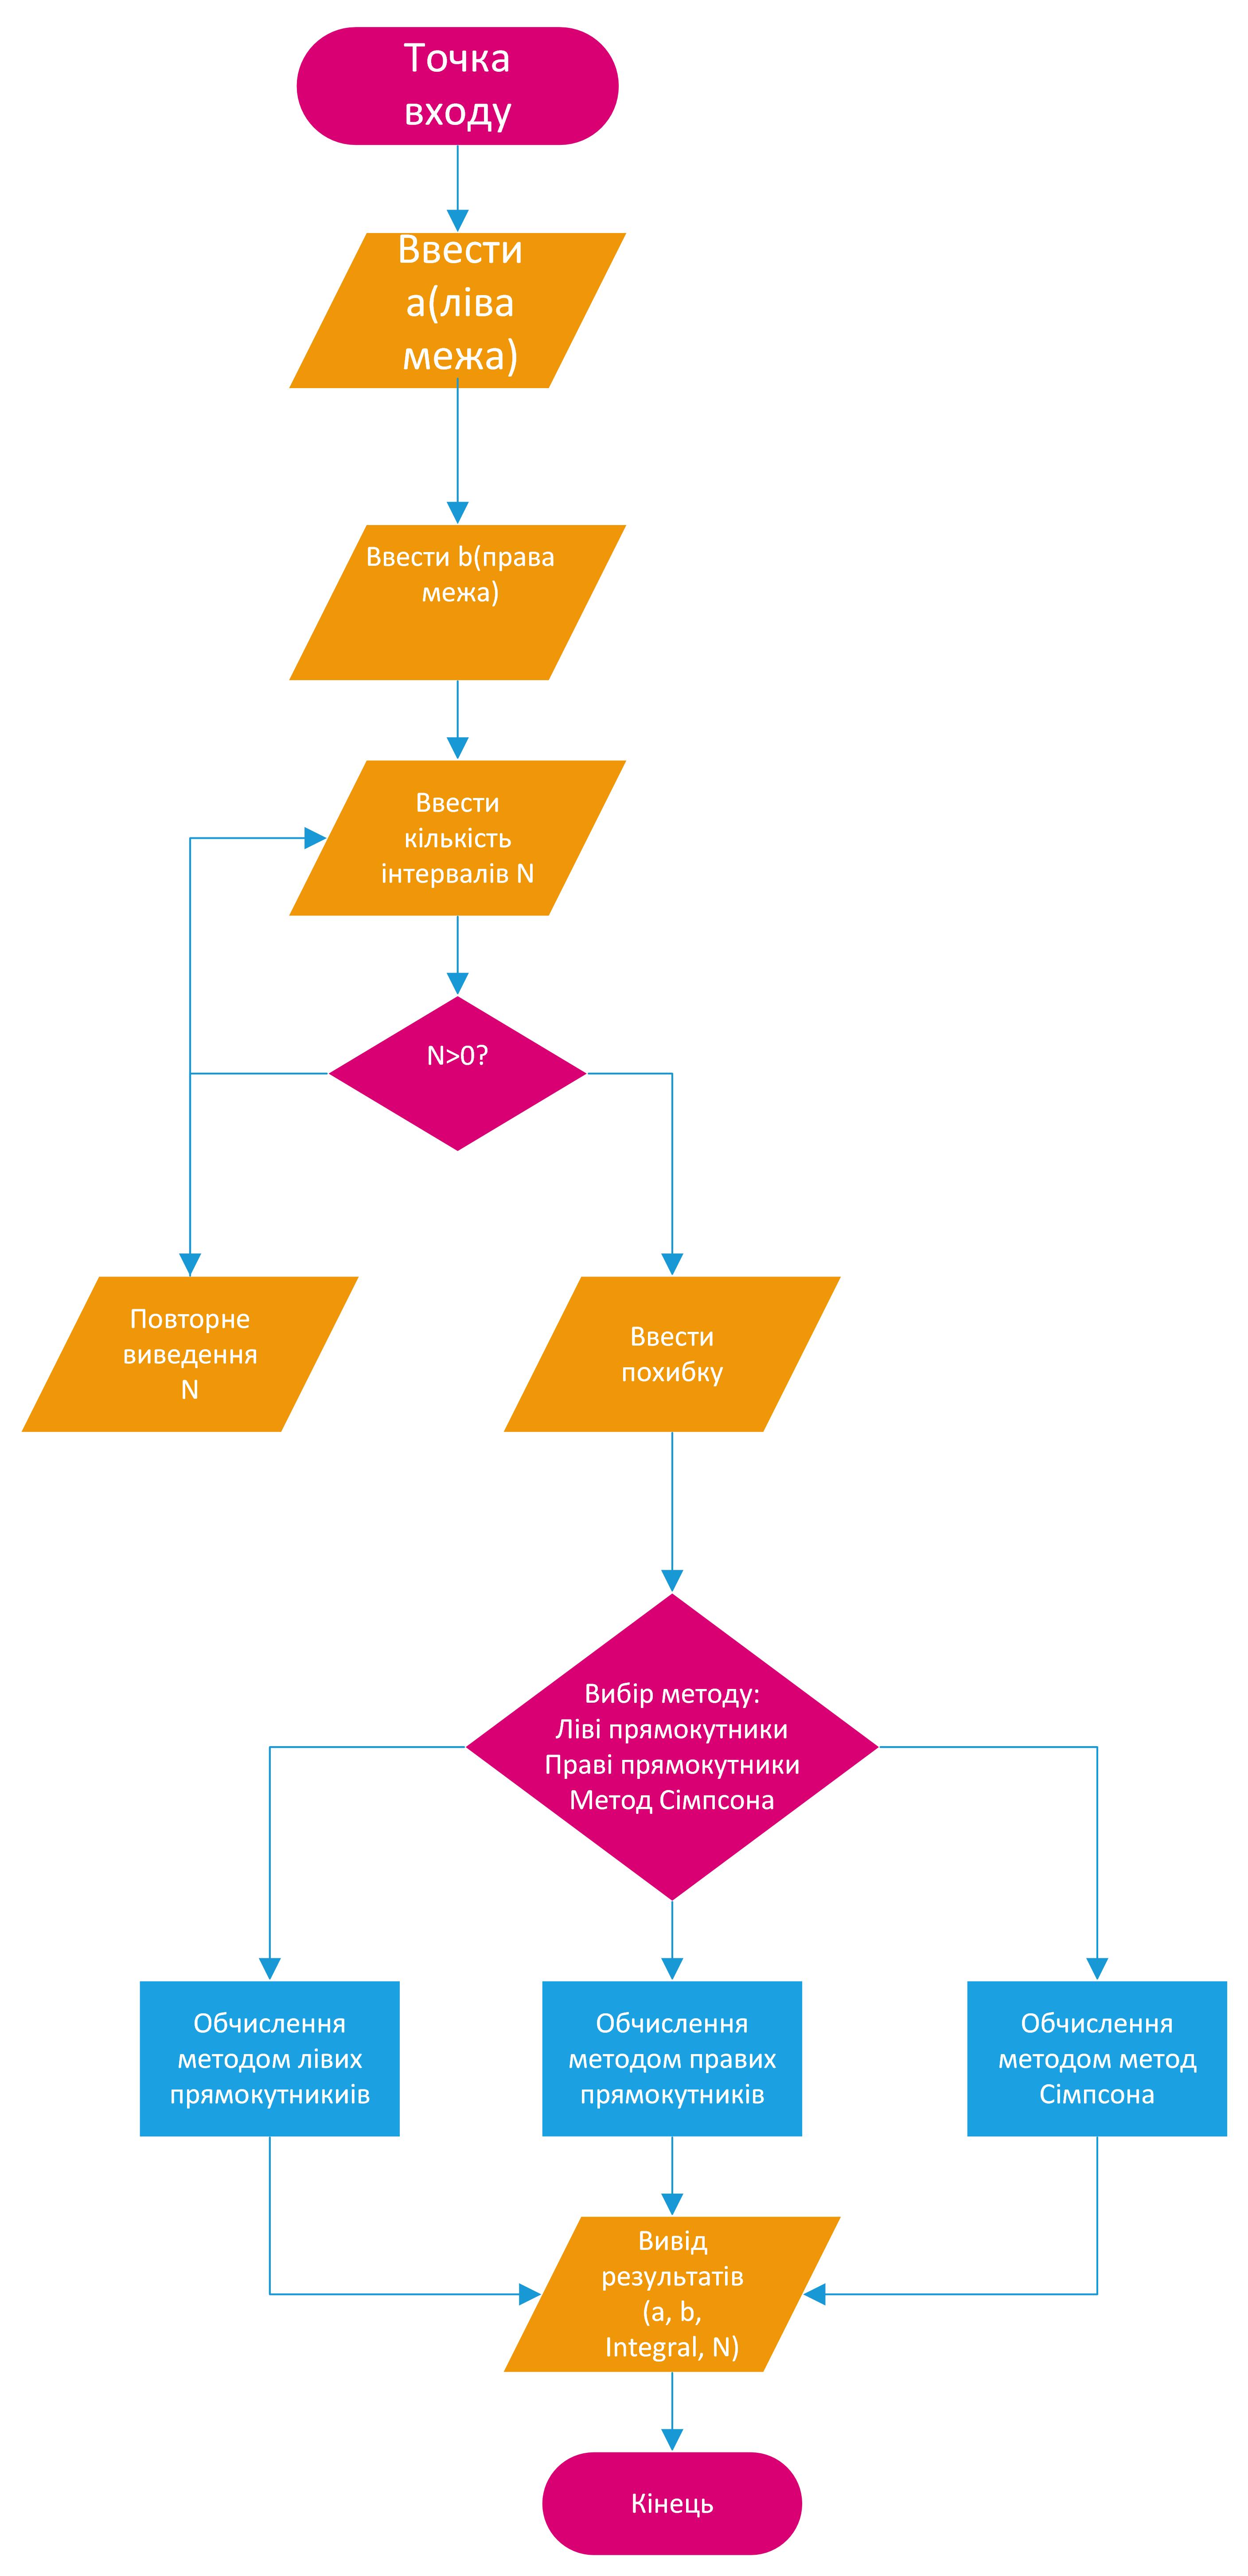 Точка
входу
Ввести
a(ліва
межа)
Ввести b(права
межа)
Ввести
кількість
інтервалів N
N>0?
Повторне
виведення
N
Ввести
похибку
Вибір методу:
Ліві прямокутники
Праві прямокутники
Метод Сімпсона
Обчислення
методом лівих
прямокутникиів
Обчислення
методом правих
прямокутників
Обчислення
методом метод
Сімпсона
Вивід
результатів
(a, b,
Integral, N)
Кінець